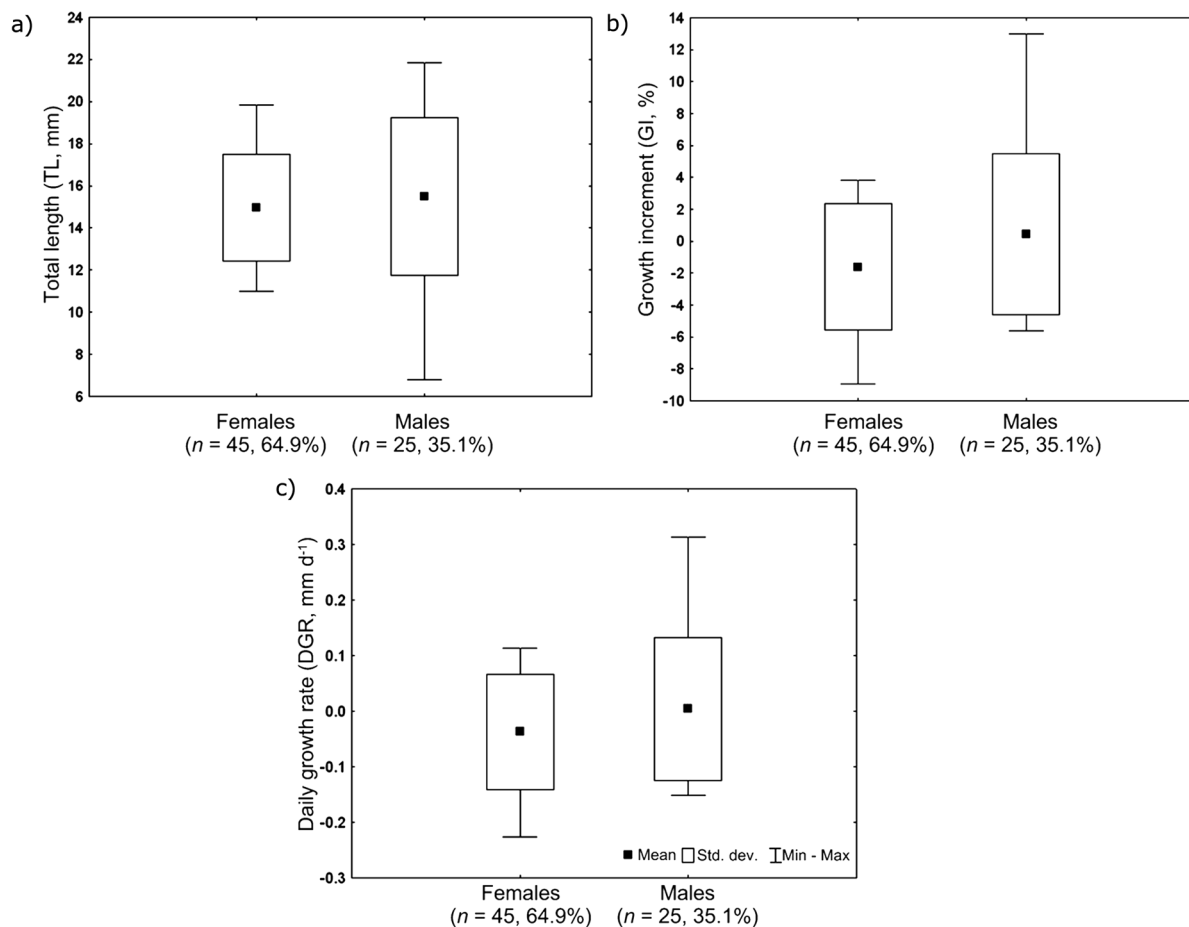 a)
Total length (TL, mm)
24
22
20
18
16
14
12
10
8
6
Females
(n = 45, 64.9%)
Males
(n = 25, 35.1%)
b)
Growth increment (GI, %)
14
12
10
8
6
4
2
0
-2
-4
-6
-8
-10
Females
(n = 45, 64.9%)
Males
(n = 25, 35.1%)
c)
Daily growth rate (DGR, mm d⁻¹)
0.4
0.3
0.2
0.1
0.0
-0.1
-0.2
-0.3
Mean Std. dev. Min - Max
Females
(n = 45, 64.9%)
Males
(n = 25, 35.1%)